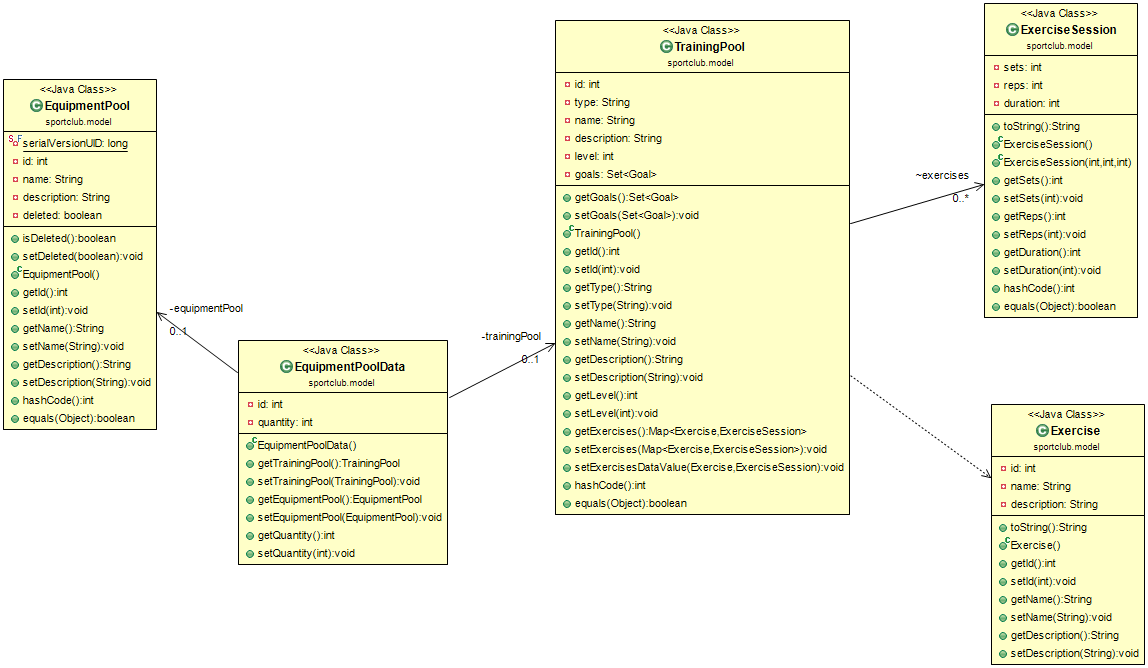 <<Java Class>>
EquipmentPool
sportclub.model
serialVersionUID: long
id: int
name: String
description: String
deleted: boolean
isDeleted():boolean
setDeleted(boolean):void
EquipmentPool()
getId():int
setId(int):void
getName():String
setName(String):void
getDescription():String
setDescription(String):void
hashCode():int
equals(Object):boolean
-equipmentPool
0..1
<<Java Class>>
EquipmentPoolData
sportclub.model
id: int
quantity: int
EquipmentPoolData()
getTrainingPool():TrainingPool
setTrainingPool(TrainingPool):void
getEquipmentPool():EquipmentPool
setEquipmentPool(EquipmentPool):void
getQuantity():int
setQuantity(int):void
-trainingPool
0..1
<<Java Class>>
TrainingPool
sportclub.model
id: int
type: String
name: String
description: String
level: int
goals: Set<Goal>
getGoals():Set<Goal>
setGoals(Set<Goal>):void
TrainingPool()
getId():int
setId(int):void
getType():String
setType(String):void
getName():String
setName(String):void
getDescription():String
setDescription(String):void
getLevel():int
setLevel(int):void
getExercises():Map<Exercise,ExerciseSession>
setExercises(Map<Exercise,ExerciseSession>):void
setExercisesDataValue(Exercise,ExerciseSession):void
hashCode():int
equals(Object):boolean
~exercises
0..*
<<Java Class>>
ExerciseSession
sportclub.model
sets: int
reps: int
duration: int
toString():String
ExerciseSession()
ExerciseSession(int,int,int)
getSets():int
setSets(int):void
getReps():int
setReps(int):void
getDuration():int
setDuration(int):void
hashCode():int
equals(Object):boolean
<<Java Class>>
Exercise
sportclub.model
id: int
name: String
description: String
toString():String
Exercise()
getId():int
setId(int):void
getName():String
setName(String):void
getDescription():String
setDescription(String):void